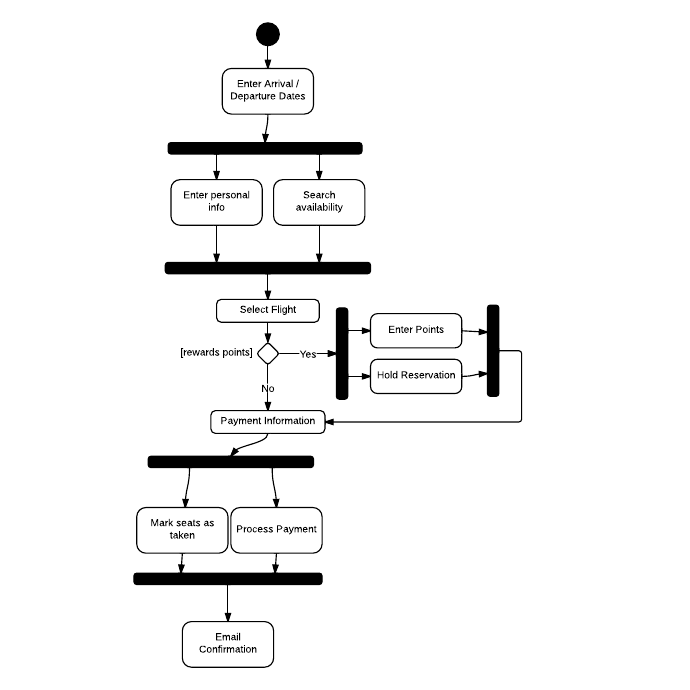 Enter Arrival /
Departure Dates
Enter personal
info
Search
availability
Select Flight
[rewards points]
Yes
Enter Points
Hold Reservation
No
Payment Information
Mark seats as
taken
Process Payment
Email
Confirmation